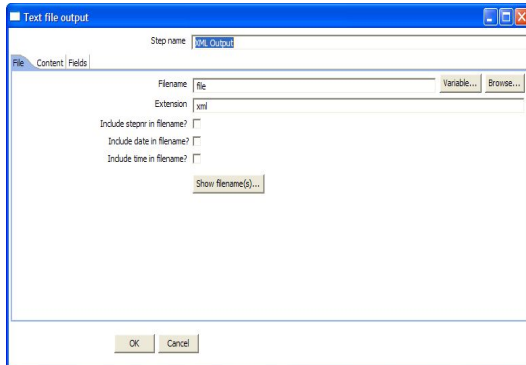 Text file output
Step name XML Output
File Content Fields
Filename file Variable... Browse...
Extension xml
Include stepnr in filename?
Include date in filename?
Include time in filename?
Show filename(s)...
OK Cancel